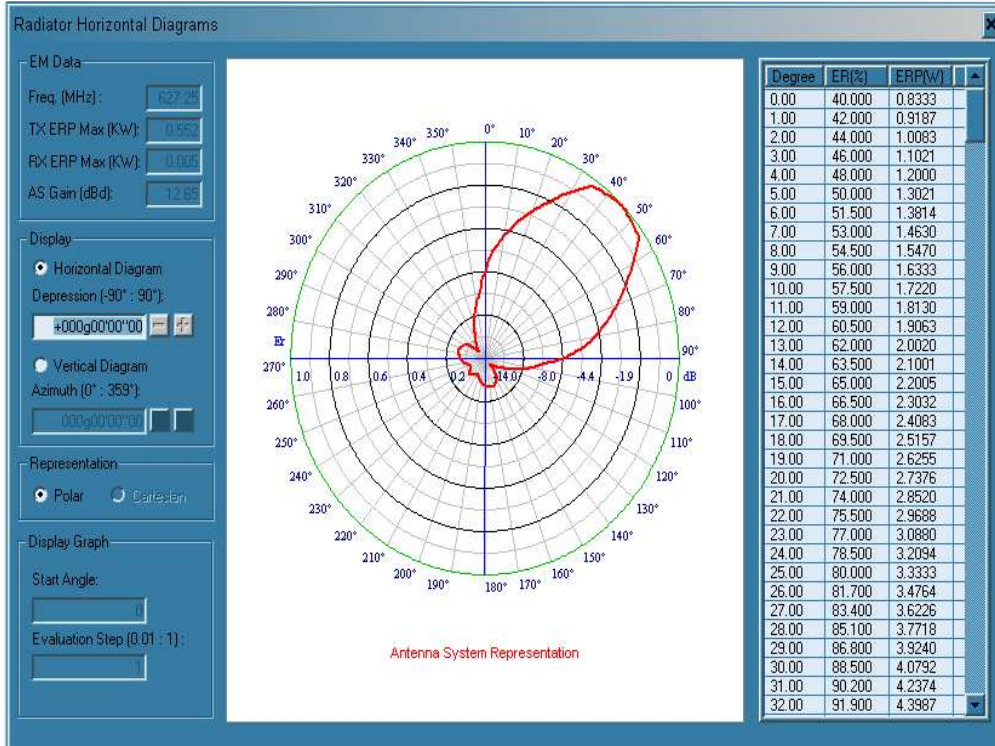 Radiator Horizontal Diagrams
EM Data
Freq. (MHz) : 627.25
TX ERP Max (KW): 0.552
RX ERP Max (KW): 0.005
AS Gain (dBd): 12.65
Display
Horizontal Diagram
Depression (-90° : 90°):
+000g00'00"00
Vertical Diagram
Azimuth (0° : 359°):
000g00'00"00
Representation
Polar Cartesian
Display Graph
Start Angle:
0
Evaluation Step (0.01 : 1) :
1
0°
350° 10°
340° 20°
330° 30°
320° 40°
310° 50°
300° 60°
290° 70°
280° 80°
Er
270° 90°
1.0 0.8 0.6 0.4 0.2 -14.0 -8.0 -4.4 -1.9 0 dB
260° 100°
250° 110°
240° 120°
230° 130°
220° 140°
210° 150°
200° 160°
190° 180° 170°
Antenna System Representation
Degree ER(%) ERP(W)
0.00 40.000 0.8333
1.00 42.000 0.9187
2.00 44.000 1.0083
3.00 46.000 1.1021
4.00 48.000 1.2000
5.00 50.000 1.3021
6.00 51.500 1.3814
7.00 53.000 1.4630
8.00 54.500 1.5470
9.00 56.000 1.6333
10.00 57.500 1.7220
11.00 59.000 1.8130
12.00 60.500 1.9063
13.00 62.000 2.0020
14.00 63.500 2.1001
15.00 65.000 2.2005
16.00 66.500 2.3032
17.00 68.000 2.4083
18.00 69.500 2.5157
19.00 71.000 2.6255
20.00 72.500 2.7376
21.00 74.000 2.8520
22.00 75.500 2.9688
23.00 77.000 3.0880
24.00 78.500 3.2094
25.00 80.000 3.3333
26.00 81.700 3.4764
27.00 83.400 3.6226
28.00 85.100 3.7718
29.00 86.800 3.9240
30.00 88.500 4.0792
31.00 90.200 4.2374
32.00 91.900 4.3987